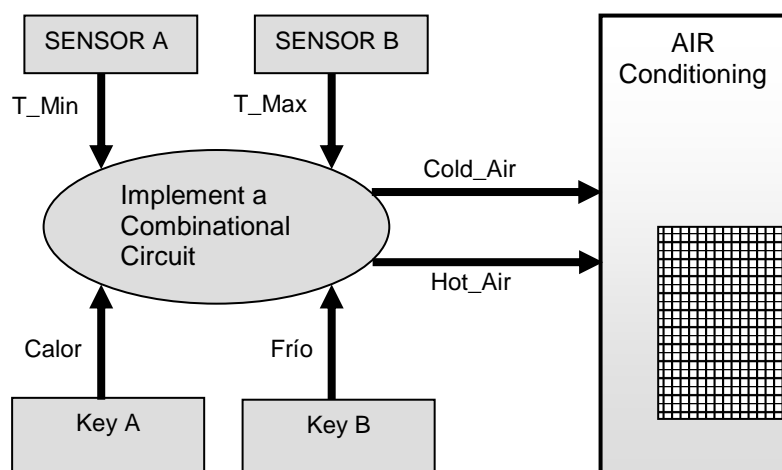 SENSOR A
SENSOR B
AIR
Conditioning
T_Min
T_Max
Cold_Air
Implement a
Combinational
Circuit
Hot_Air
Calor
Frío
Key A
Key B